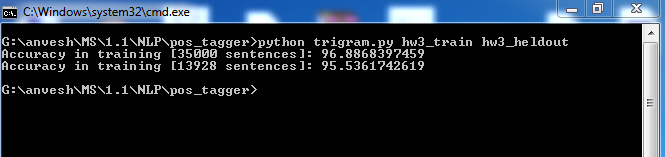 C:\Windows\system32\cmd.exe
G:\anvesh\MS\1.1\NLP\pos_tagger>python trigram.py hw3_train hw3_heldout
Accuracy in training [35000 sentences]: 96.8868397459
Accuracy in training [13928 sentences]: 95.5361742619
G:\anvesh\MS\1.1\NLP\pos_tagger>